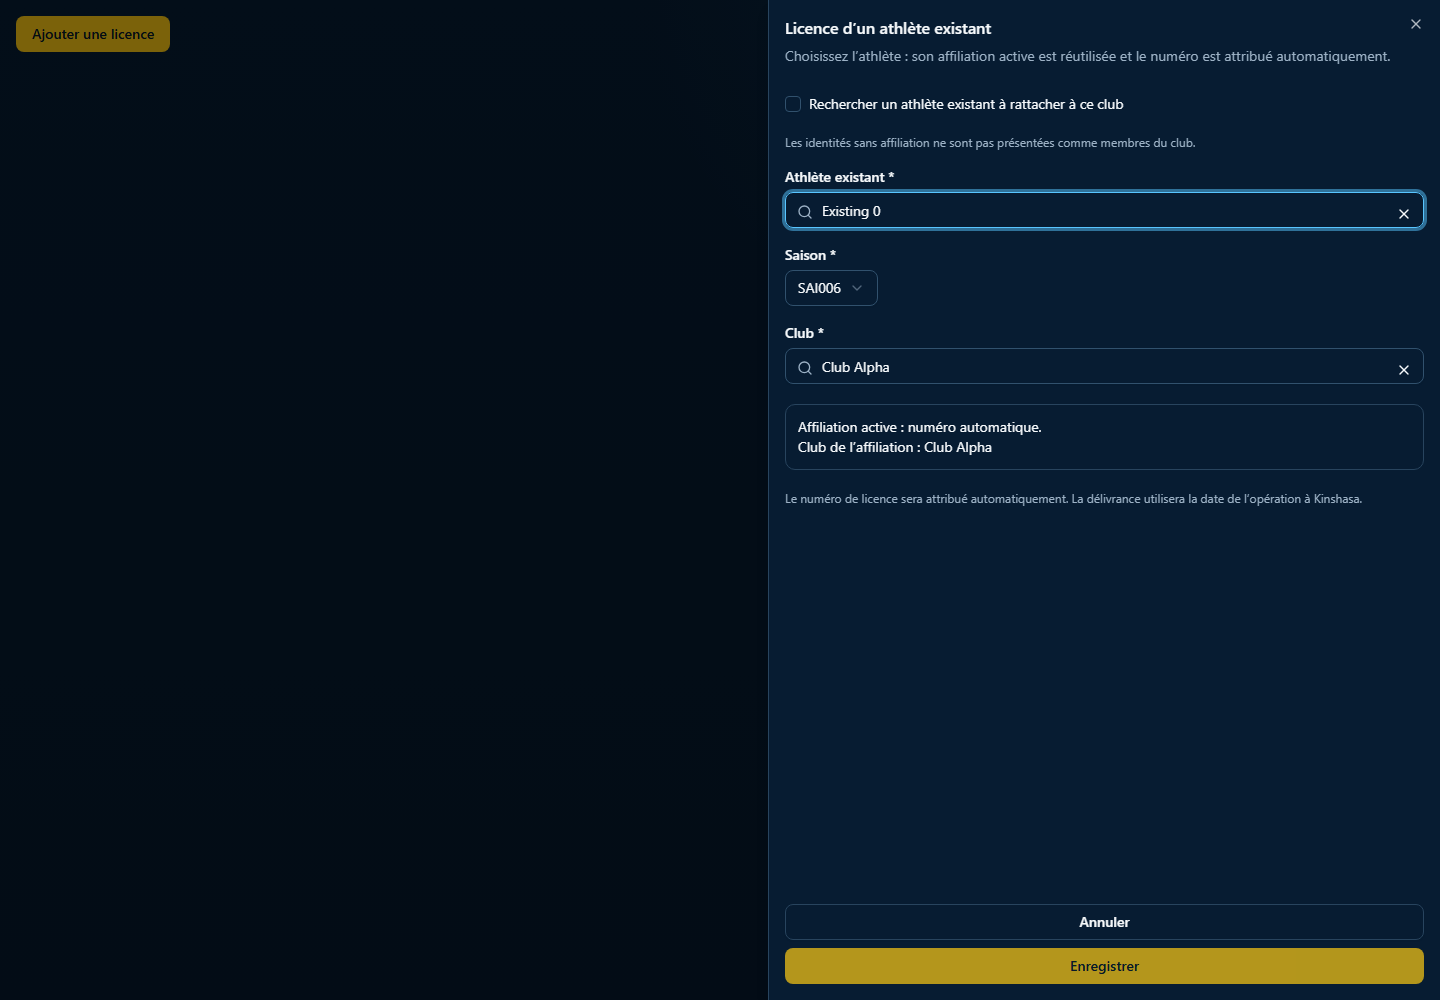 Ajouter une licence
Licence d’un athlète existant
Choisissez l’athlète : son affiliation active est réutilisée et le numéro est attribué automatiquement.
Rechercher un athlète existant à rattacher à ce club
Les identités sans affiliation ne sont pas présentées comme membres du club.
Athlète existant *
Existing 0
Saison *
SAI006
Club *
Club Alpha
Affiliation active : numéro automatique.
Club de l’affiliation : Club Alpha
Le numéro de licence sera attribué automatiquement. La délivrance utilisera la date de l’opération à Kinshasa.
Annuler
Enregistrer